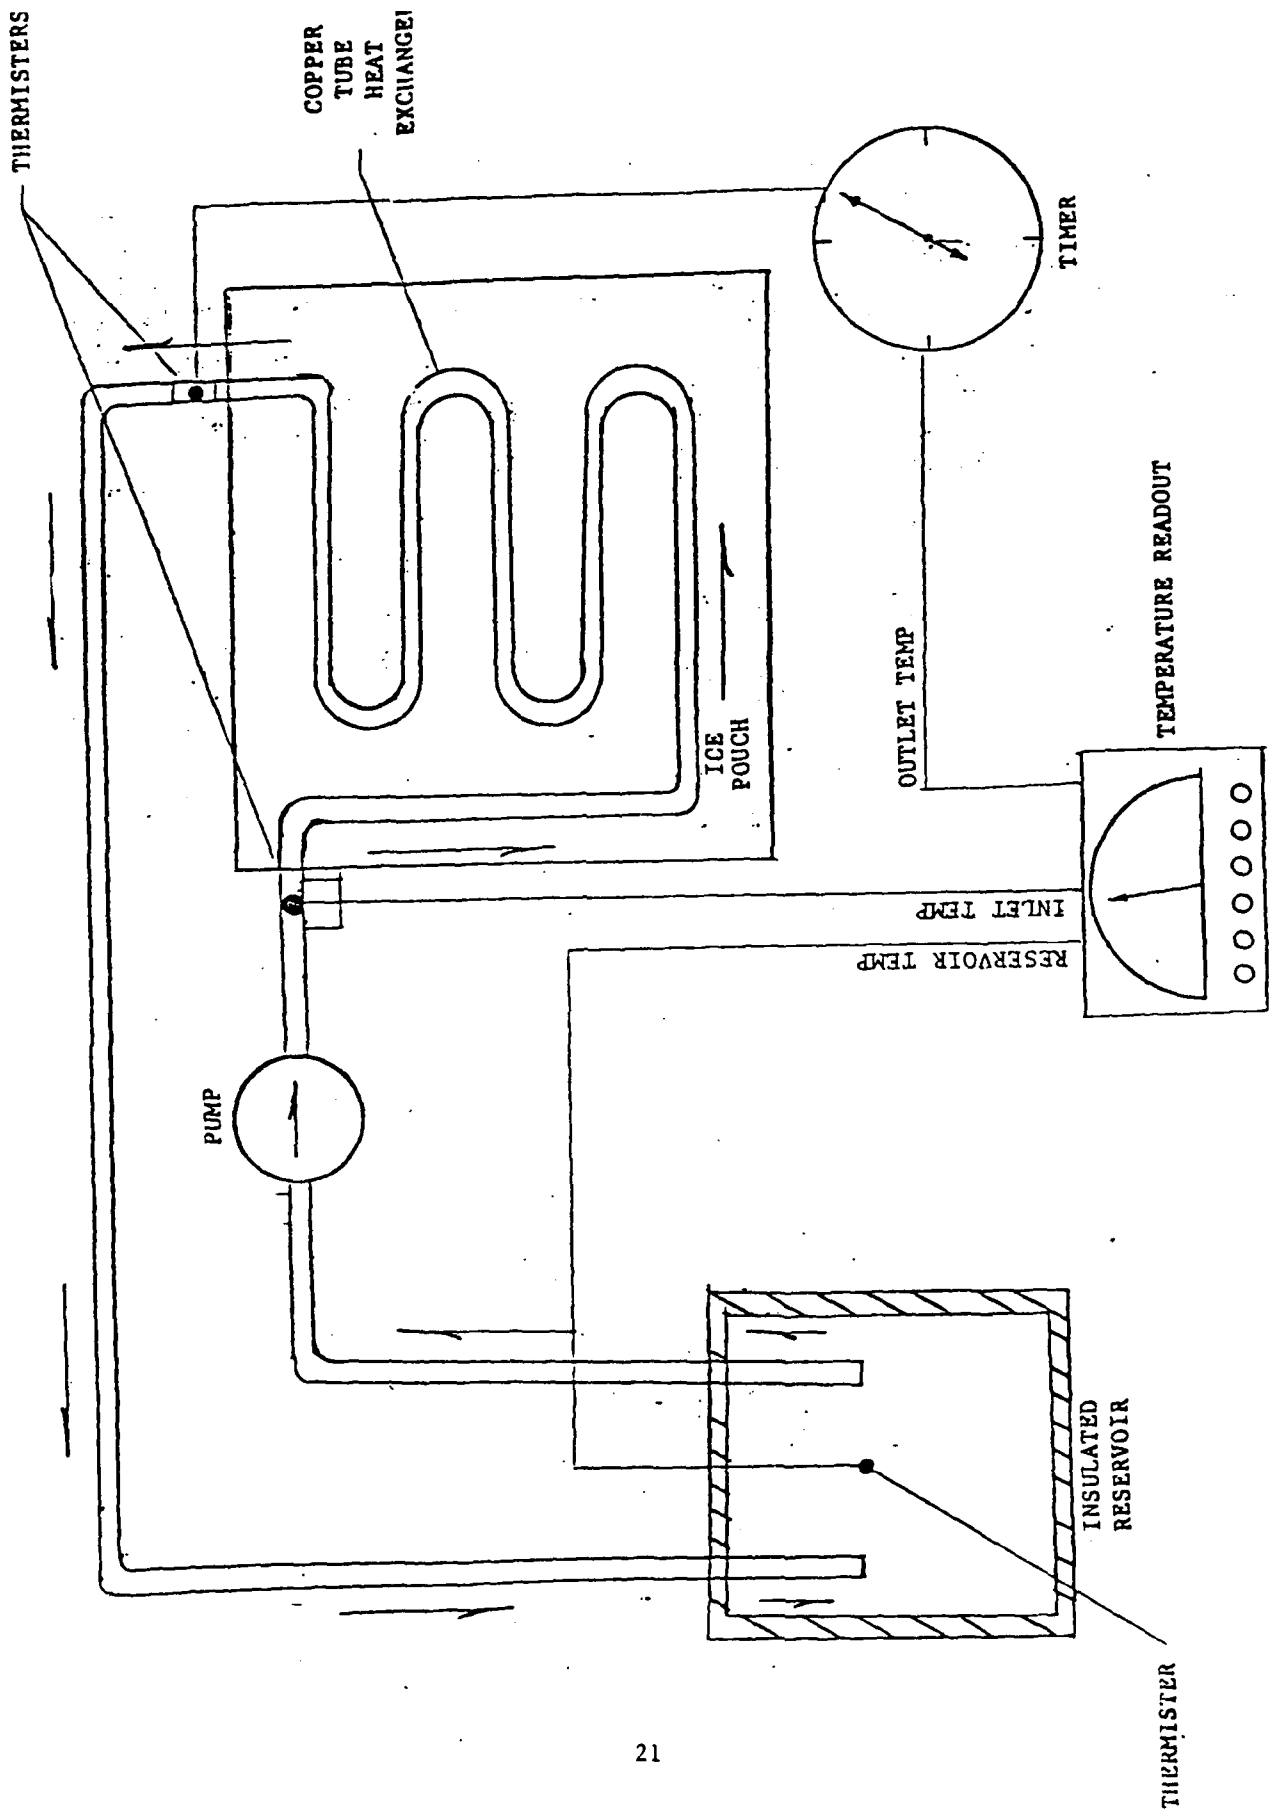 THERMISTERS
COPPER
TUBE
HEAT
EXCHANGE
TIMER
PUMP
ICE
POUCH
OUTLET TEMP
INLET TEMP
RESERVOIR TEMP
TEMPERATURE READOUT
INSULATED
RESERVOIR
THERMISTER
21